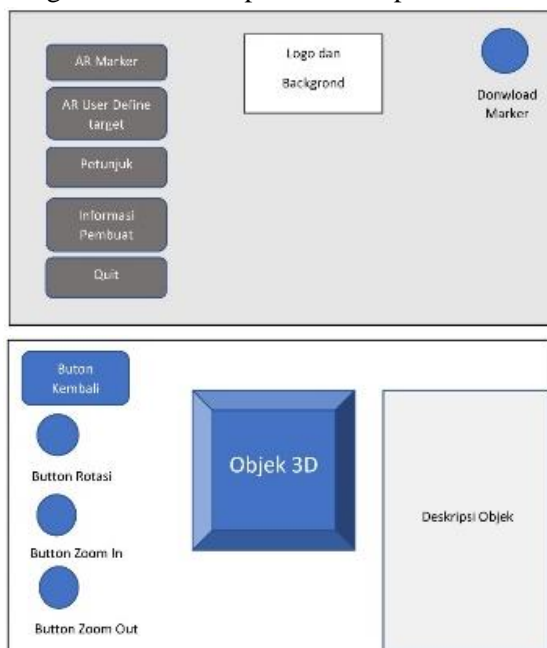 AR Marker
AR User Define
target
Petunjuk
Informasi
Pembuat
Quit
Logo dan
Backgrond
Donwload
Marker
Buton
Kembali
Button Rotasi
Button Zoom In
Button Zoom Out
Objek 3D
Deskripsi Objek